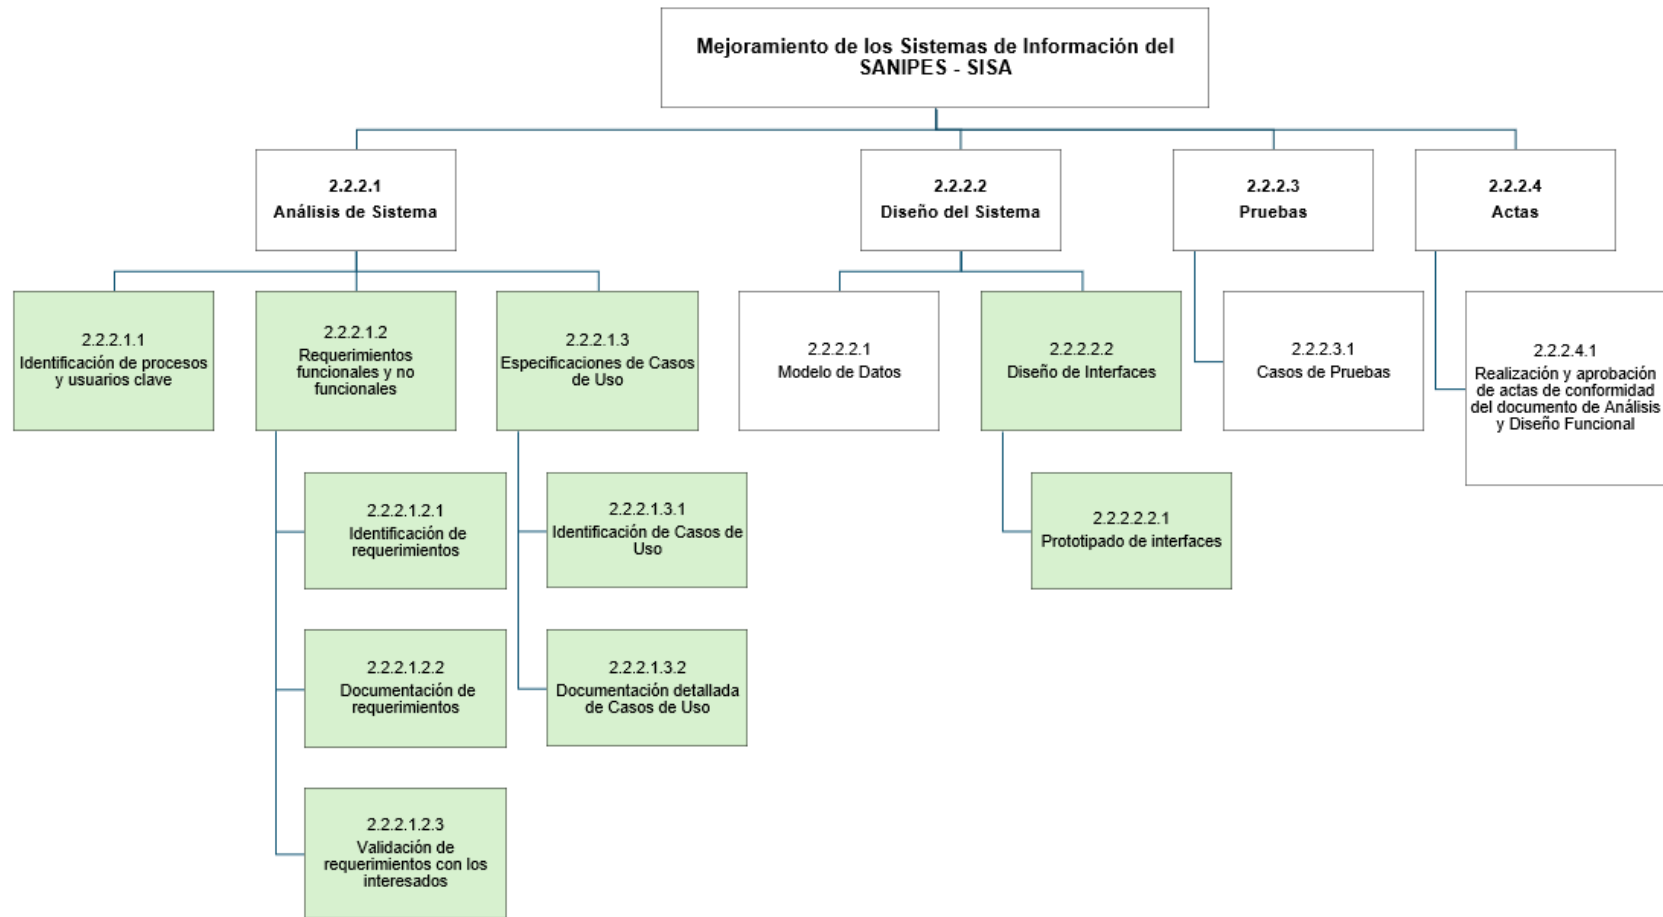 Mejoramiento de los Sistemas de Información del
SANIPES - SISA
2.2.2.1
Análisis de Sistema
2.2.2.2
Diseño del Sistema
2.2.2.3
Pruebas
2.2.2.4
Actas
2.2.2.1.1
Identificación de procesos
y usuarios clave
2.2.2.1.2
Requerimientos
funcionales y no
funcionales
2.2.2.1.3
Especificaciones de Casos
de Uso
2.2.2.2.1
Modelo de Datos
2.2.2.2.2
Diseño de Interfaces
2.2.2.3.1
Casos de Pruebas
2.2.2.4.1
Realización y aprobación
de actas de conformidad
del documento de Análisis
y Diseño Funcional
2.2.2.1.2.1
Identificación de
requerimientos
2.2.2.1.3.1
Identificación de Casos de
Uso
2.2.2.2.2.1
Prototipado de interfaces
2.2.2.1.2.2
Documentación de
requerimientos
2.2.2.1.3.2
Documentación detallada
de Casos de Uso
2.2.2.1.2.3
Validación de
requerimientos con los
interesados